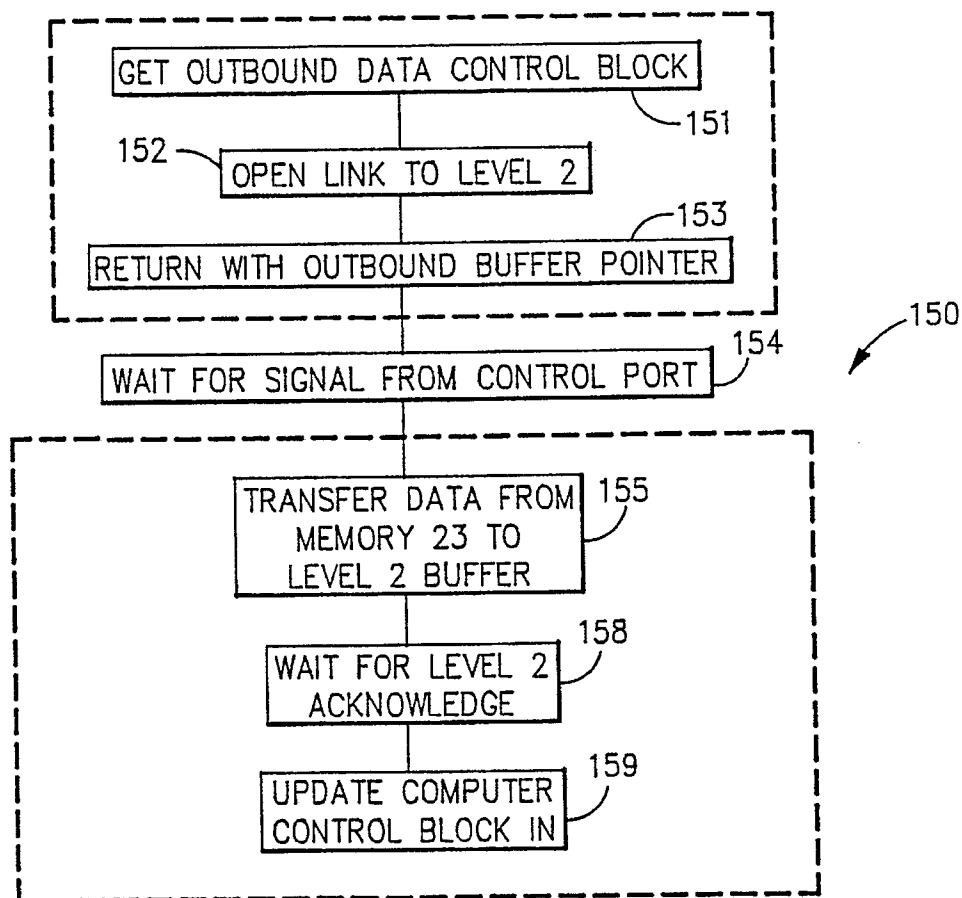 GET OUTBOUND DATA CONTROL BLOCK
151
152
OPEN LINK TO LEVEL 2
153
RETURN WITH OUTBOUND BUFFER POINTER
150
154
WAIT FOR SIGNAL FROM CONTROL PORT
TRANSFER DATA FROM
MEMORY 23 TO
LEVEL 2 BUFFER
155
WAIT FOR LEVEL 2
ACKNOWLEDGE
158
UPDATE COMPUTER
CONTROL BLOCK IN
159